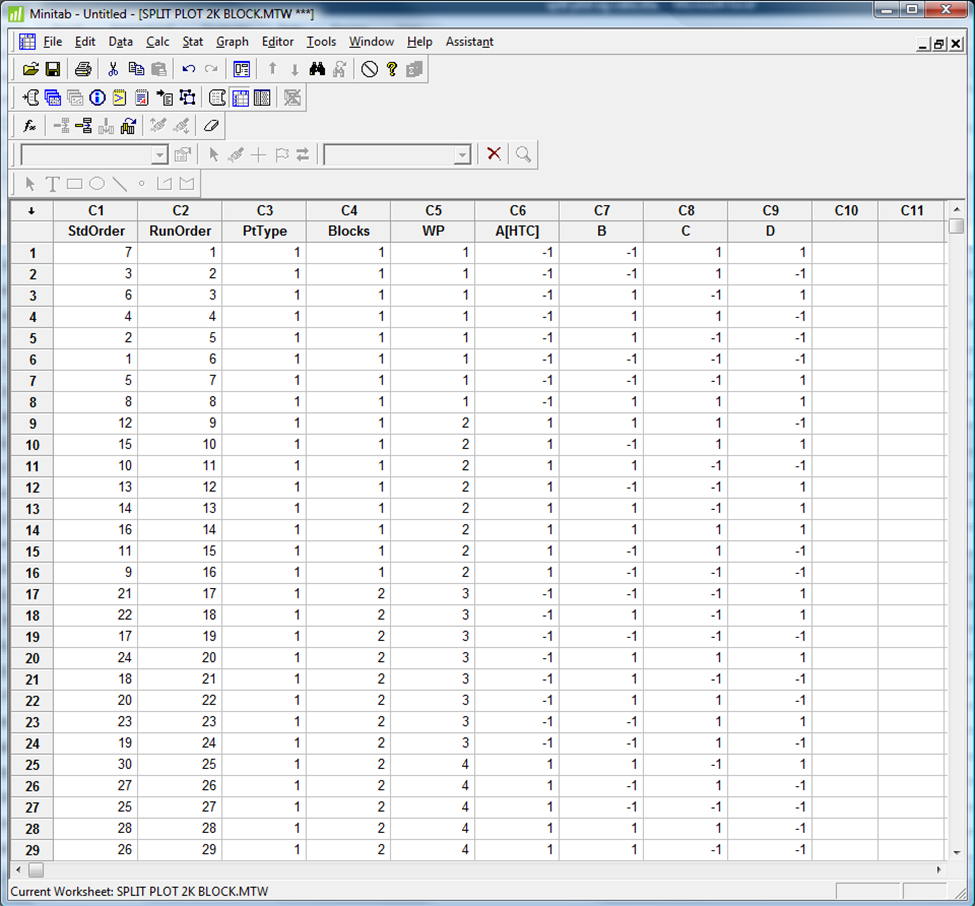 Minitab - Untitled - [SPLIT PLOT 2K BLOCK.MTW ***]
File Edit Data Calc Stat Graph Editor Tools Window Help Assistant
C1 C2 C3 C4 C5 C6 C7 C8 C9 C10 C11
StdOrder RunOrder PtType Blocks WP A[HTC] B C D
1 7 1 1 1 1 -1 -1 1 1
2 3 2 1 1 1 -1 -1 1 -1
3 6 3 1 1 1 -1 1 -1 1
4 4 4 1 1 1 -1 1 1 -1
5 2 5 1 1 1 -1 1 -1 -1
6 1 6 1 1 1 -1 -1 -1 -1
7 5 7 1 1 1 -1 -1 -1 1
8 8 8 1 1 1 -1 1 1 1
9 12 9 1 1 2 1 1 1 -1
10 15 10 1 1 2 1 -1 1 1
11 10 11 1 1 2 1 1 -1 -1
12 13 12 1 1 2 1 -1 -1 1
13 14 13 1 1 2 1 1 -1 1
14 16 14 1 1 2 1 1 1 1
15 11 15 1 1 2 1 -1 1 -1
16 9 16 1 1 2 1 -1 -1 -1
17 21 17 1 2 3 -1 -1 -1 1
18 22 18 1 2 3 -1 1 -1 1
19 17 19 1 2 3 -1 -1 -1 -1
20 24 20 1 2 3 -1 1 1 1
21 18 21 1 2 3 -1 1 -1 -1
22 20 22 1 2 3 -1 1 1 -1
23 23 23 1 2 3 -1 -1 1 1
24 19 24 1 2 3 -1 -1 1 -1
25 30 25 1 2 4 1 1 -1 1
26 27 26 1 2 4 1 -1 1 -1
27 25 27 1 2 4 1 -1 -1 -1
28 28 28 1 2 4 1 1 1 -1
29 26 29 1 2 4 1 1 -1 -1
Current Worksheet: SPLIT PLOT 2K BLOCK.MTW